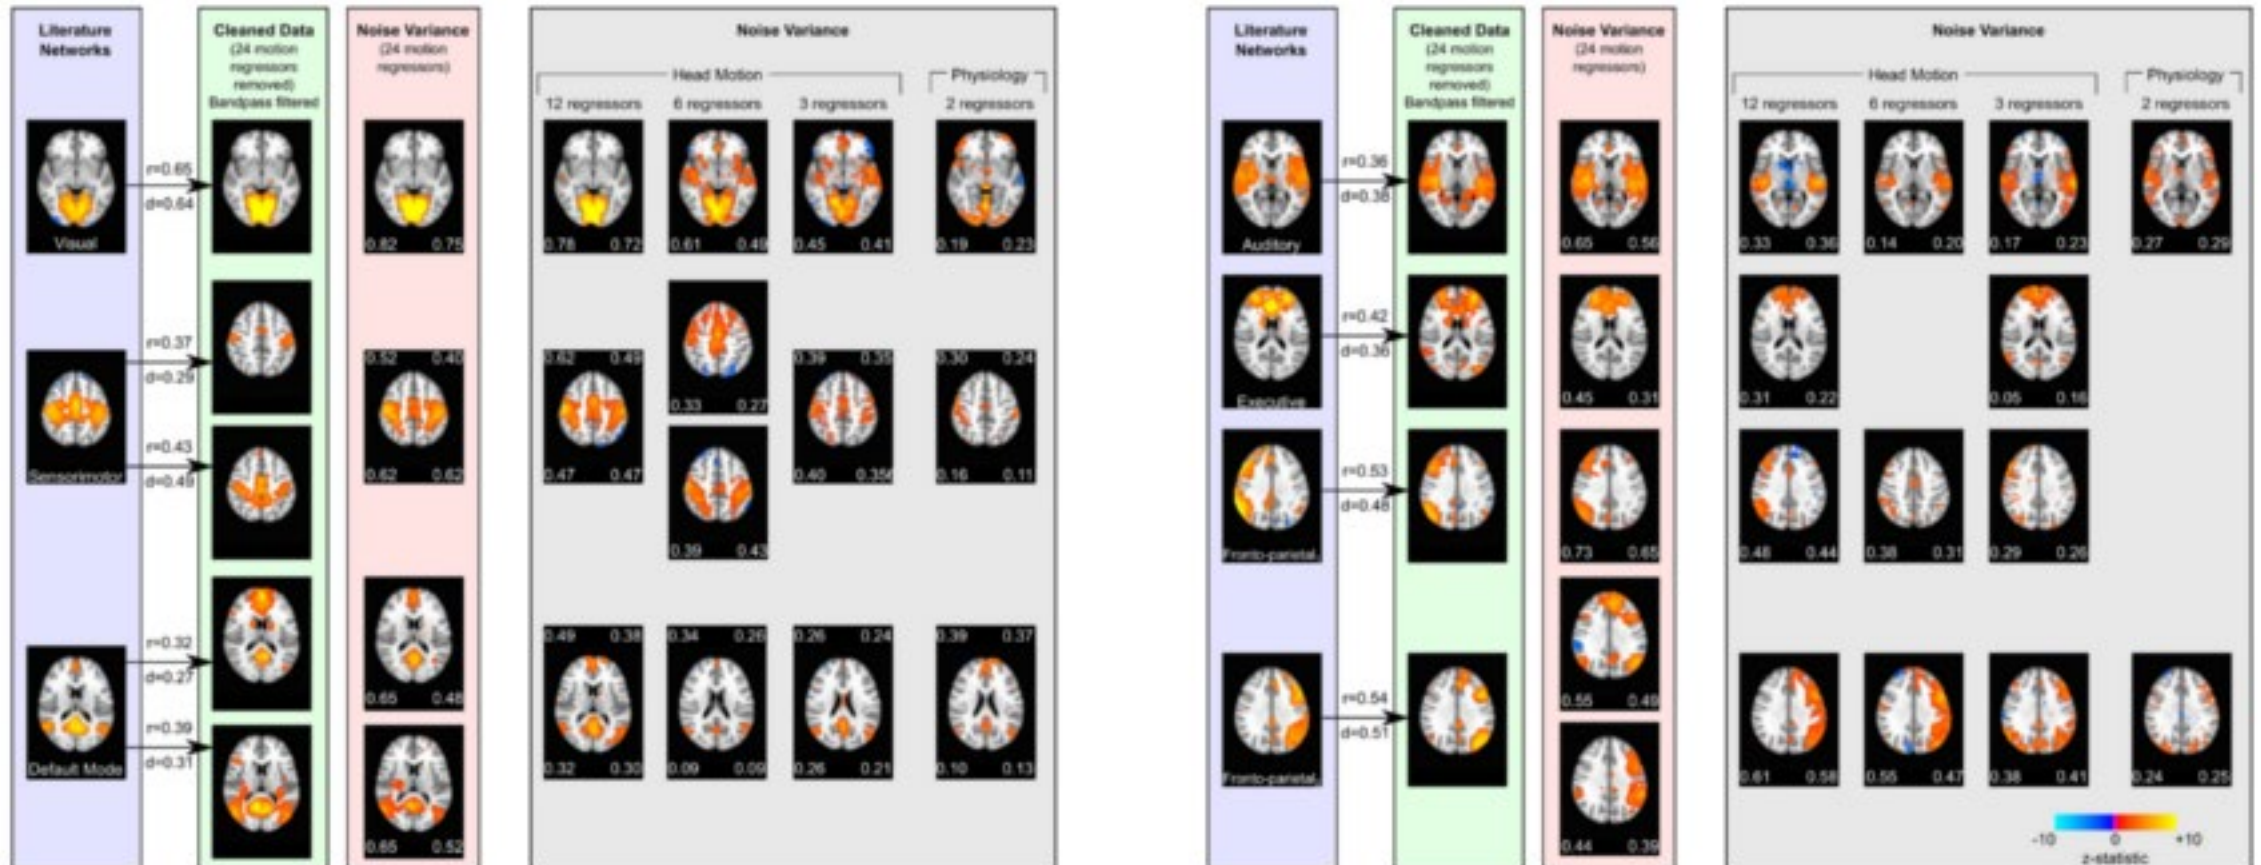 Literature
Networks
Cleaned Data
(24 motion
regressors
removed)
Bandpass filtered
Noise Variance
(24 motion
regressors)
Noise Variance
Head Motion
Physiology
12 regressors
6 regressors
3 regressors
2 regressors
r=0.65
d=0.64
Visual
0.82 0.75
0.78 0.72
0.61 0.49
0.45 0.41
0.19 0.23
r=0.37
d=0.29
r=0.43
d=0.49
Sensorimotor
0.52 0.40
0.62 0.62
0.62 0.49
0.47 0.47
0.33 0.27
0.39 0.43
0.39 0.35
0.40 0.356
0.30 0.24
0.16 0.11
r=0.32
d=0.27
r=0.39
d=0.31
Default Mode
0.65 0.48
0.65 0.52
0.49 0.38
0.32 0.30
0.34 0.26
0.09 0.09
0.26 0.24
0.26 0.21
0.39 0.37
0.10 0.13
Literature
Networks
Cleaned Data
(24 motion
regressors
removed)
Bandpass filtered
Noise Variance
(24 motion
regressors)
Noise Variance
Head Motion
Physiology
12 regressors
6 regressors
3 regressors
2 regressors
r=0.36
d=0.38
Auditory
0.65 0.56
0.33 0.36
0.14 0.20
0.17 0.23
0.27 0.29
r=0.42
d=0.36
Executive
0.45 0.31
0.31 0.22
0.05 0.16
r=0.53
d=0.48
Fronto-parietal
0.73 0.65
0.48 0.44
0.38 0.31
0.29 0.26
r=0.54
d=0.51
Fronto-parietal
0.55 0.49
0.44 0.39
0.61 0.58
0.55 0.47
0.38 0.41
0.24 0.25
-10 0 +10
z-statistic